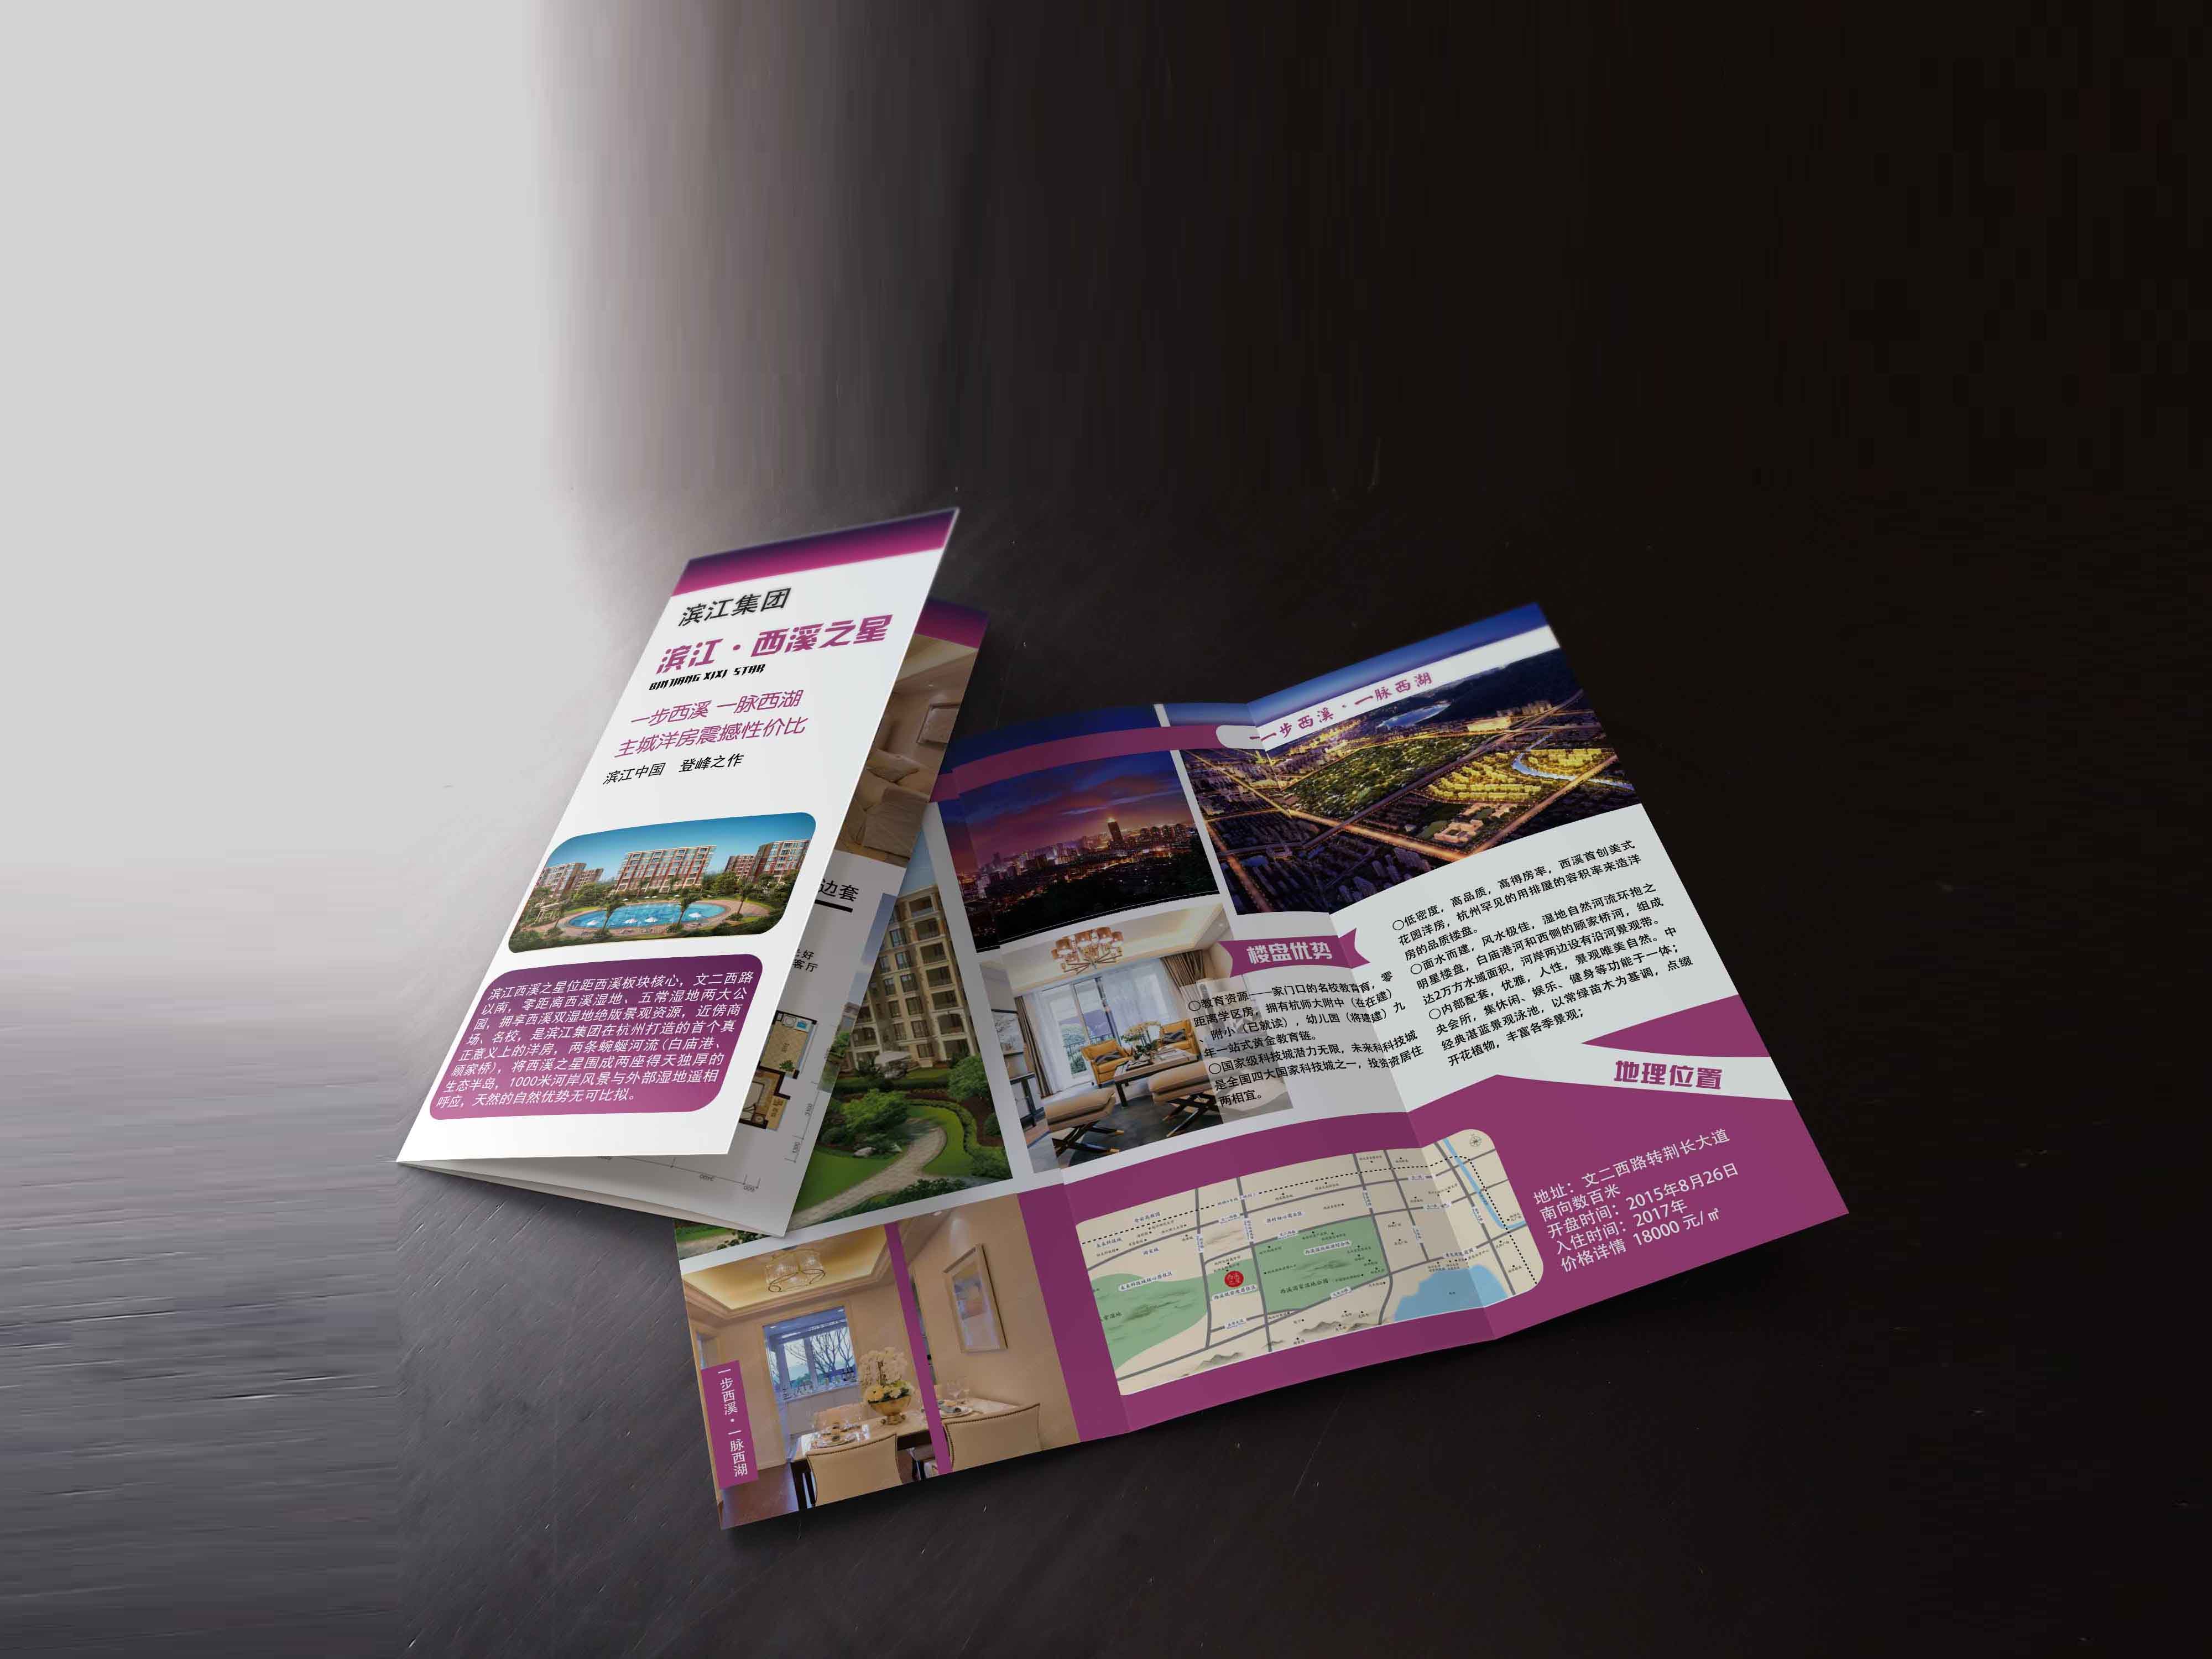 滨江集团
滨江·西溪之星
BINJIANG XIXI STAR
一步西溪 一脉西湖
主城洋房震撼性价比
滨江中国 登峰之作
滨江西溪之星位距西溪板块核心，文二西路
以南，零距离西溪湿地、五常湿地两大公
园，拥享西溪双湿地绝版景观资源，近傍商
场、名校，是滨江集团在杭州打造的首个真
正意义上的洋房，两条蜿蜒河流（白庙港、
顾家桥），将西溪之星围成两座得天独厚的
生态半岛，1000米河岸风景与外部湿地遥相
呼应，天然的自然优势无可比拟。
边套
好
客厅
一步西溪·一脉西湖
楼盘优势
〇教育资源——家门口的名校教育，零
距离学区房，拥有杭师大附中（在建）
、附小（已就读），幼儿园（将建）九
年一站式黄金教育链。
〇国家级科技城潜力无限，未来科技城
是全国四大国家科技城之一，投资居住
两相宜。
〇低密度，高品质，高得房率，西溪首创美式
花园洋房，杭州罕见的用排屋的容积率来造洋
房的品质楼盘。
〇面水而建，风水极佳，湿地自然河流环抱之
明星楼盘，白庙港河和西侧的顾家桥河，组成
达2万方水域面积，河岸两边设有沿河景观带。
〇内部配套，优雅，人性，景观唯美自然。中
央会所，集休闲、娱乐、健身等功能于一体；
经典湛蓝景观泳池，以常绿苗木为基调，点缀
开花植物，丰富各季景观；
地理位置
地址：文二西路转荆长大道
南向数百米
开盘时间：2015年8月26日
入住时间：2017年
价格详情 18000 元/㎡
一步西溪·一脉西湖